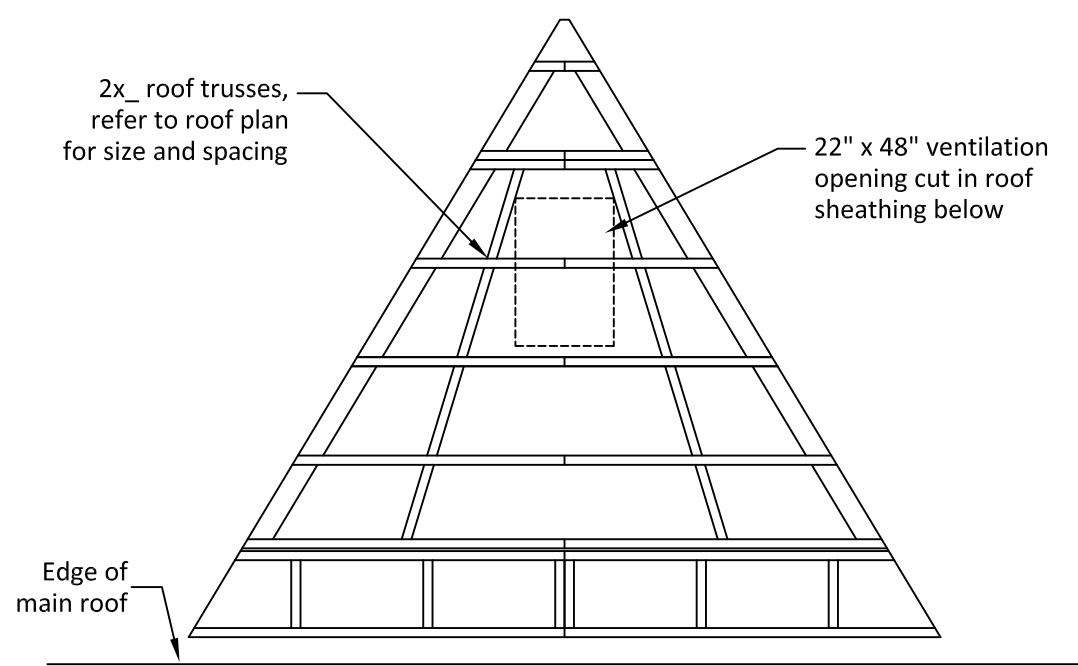 2x_ roof trusses,
refer to roof plan
for size and spacing
22" x 48" ventilation
opening cut in roof
sheathing below
Edge of
main roof